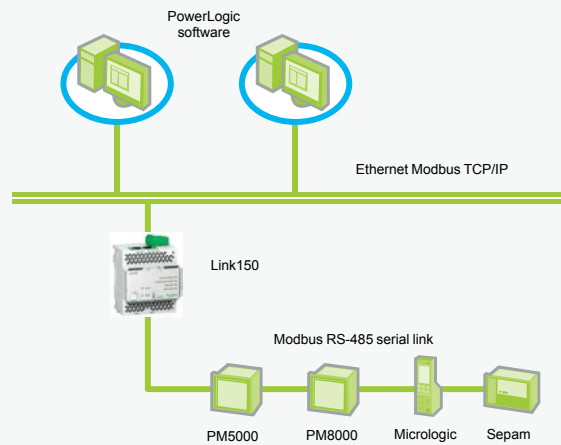 PowerLogic
software
Ethernet Modbus TCP/IP
Link150
Modbus RS-485 serial link
PM5000
PM8000
Micrologic
Sepam